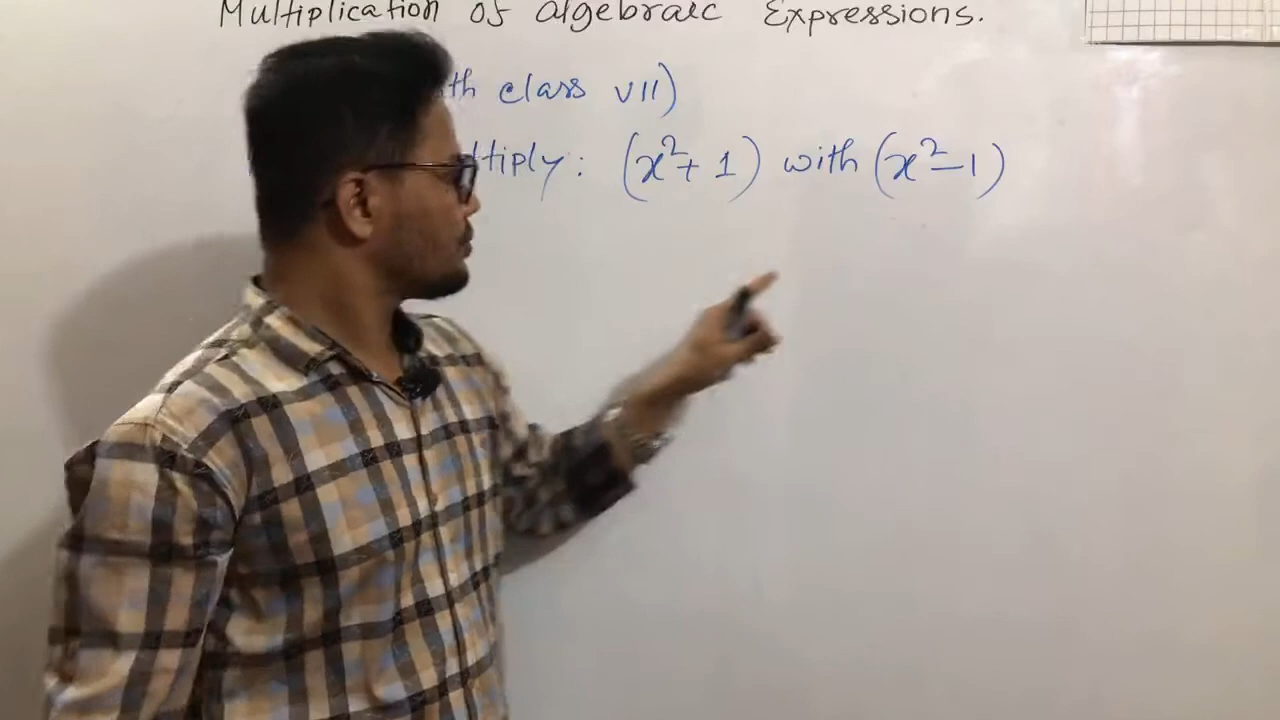 Multiplication of algebraic Expressions.
th class VII)
tiply: (x²+ 1) with (x²-1)